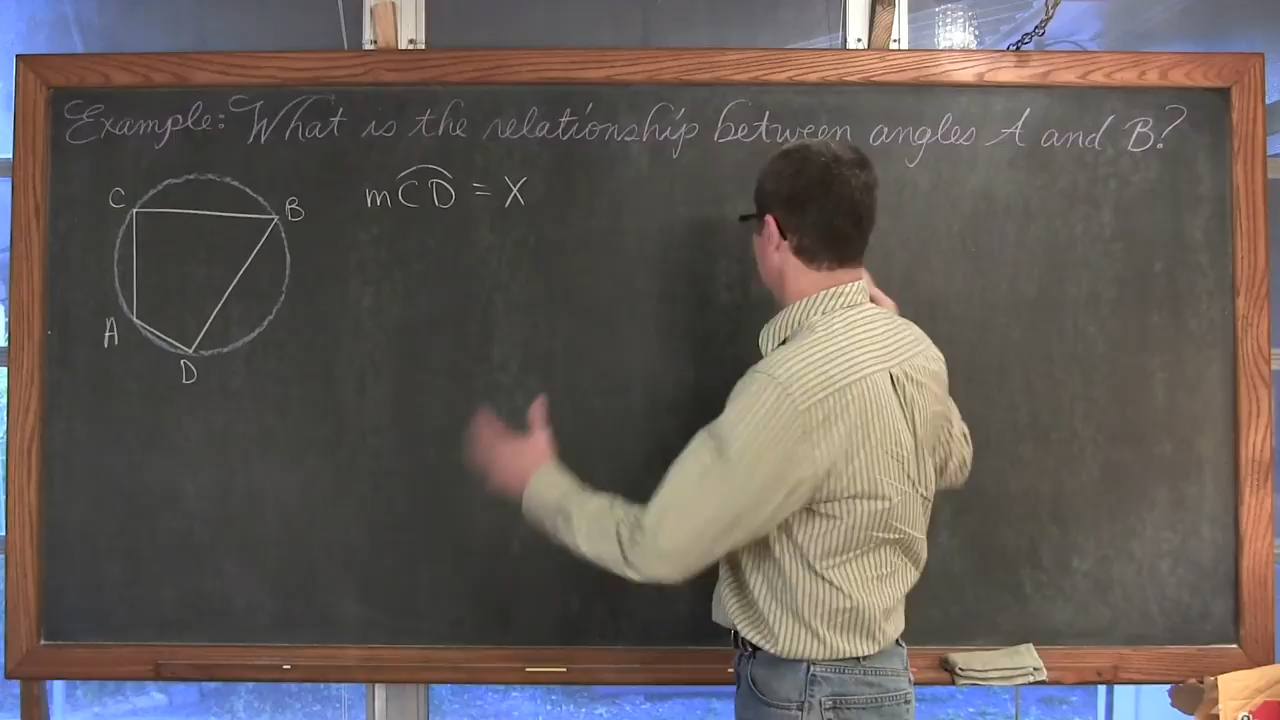 Example: What is the relationship between angles A and B?
C
B
mCD = X
A
D